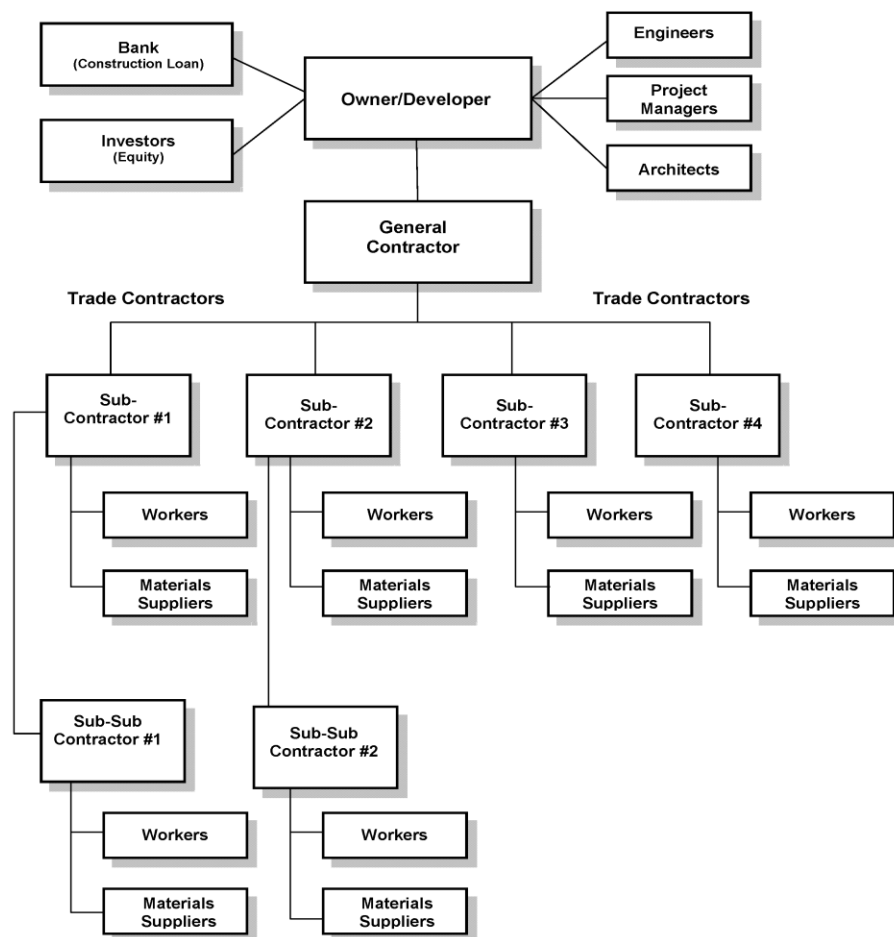 Bank
(Construction Loan)
Investors
(Equity)
Owner/Developer
Engineers
Project
Managers
Architects
General
Contractor
Trade Contractors
Trade Contractors
Sub-
Contractor #1
Sub-
Contractor #2
Sub-
Contractor #3
Sub-
Contractor #4
Workers
Workers
Workers
Workers
Materials
Suppliers
Materials
Suppliers
Materials
Suppliers
Materials
Suppliers
Sub-Sub
Contractor #1
Sub-Sub
Contractor #2
Workers
Workers
Materials
Suppliers
Materials
Suppliers